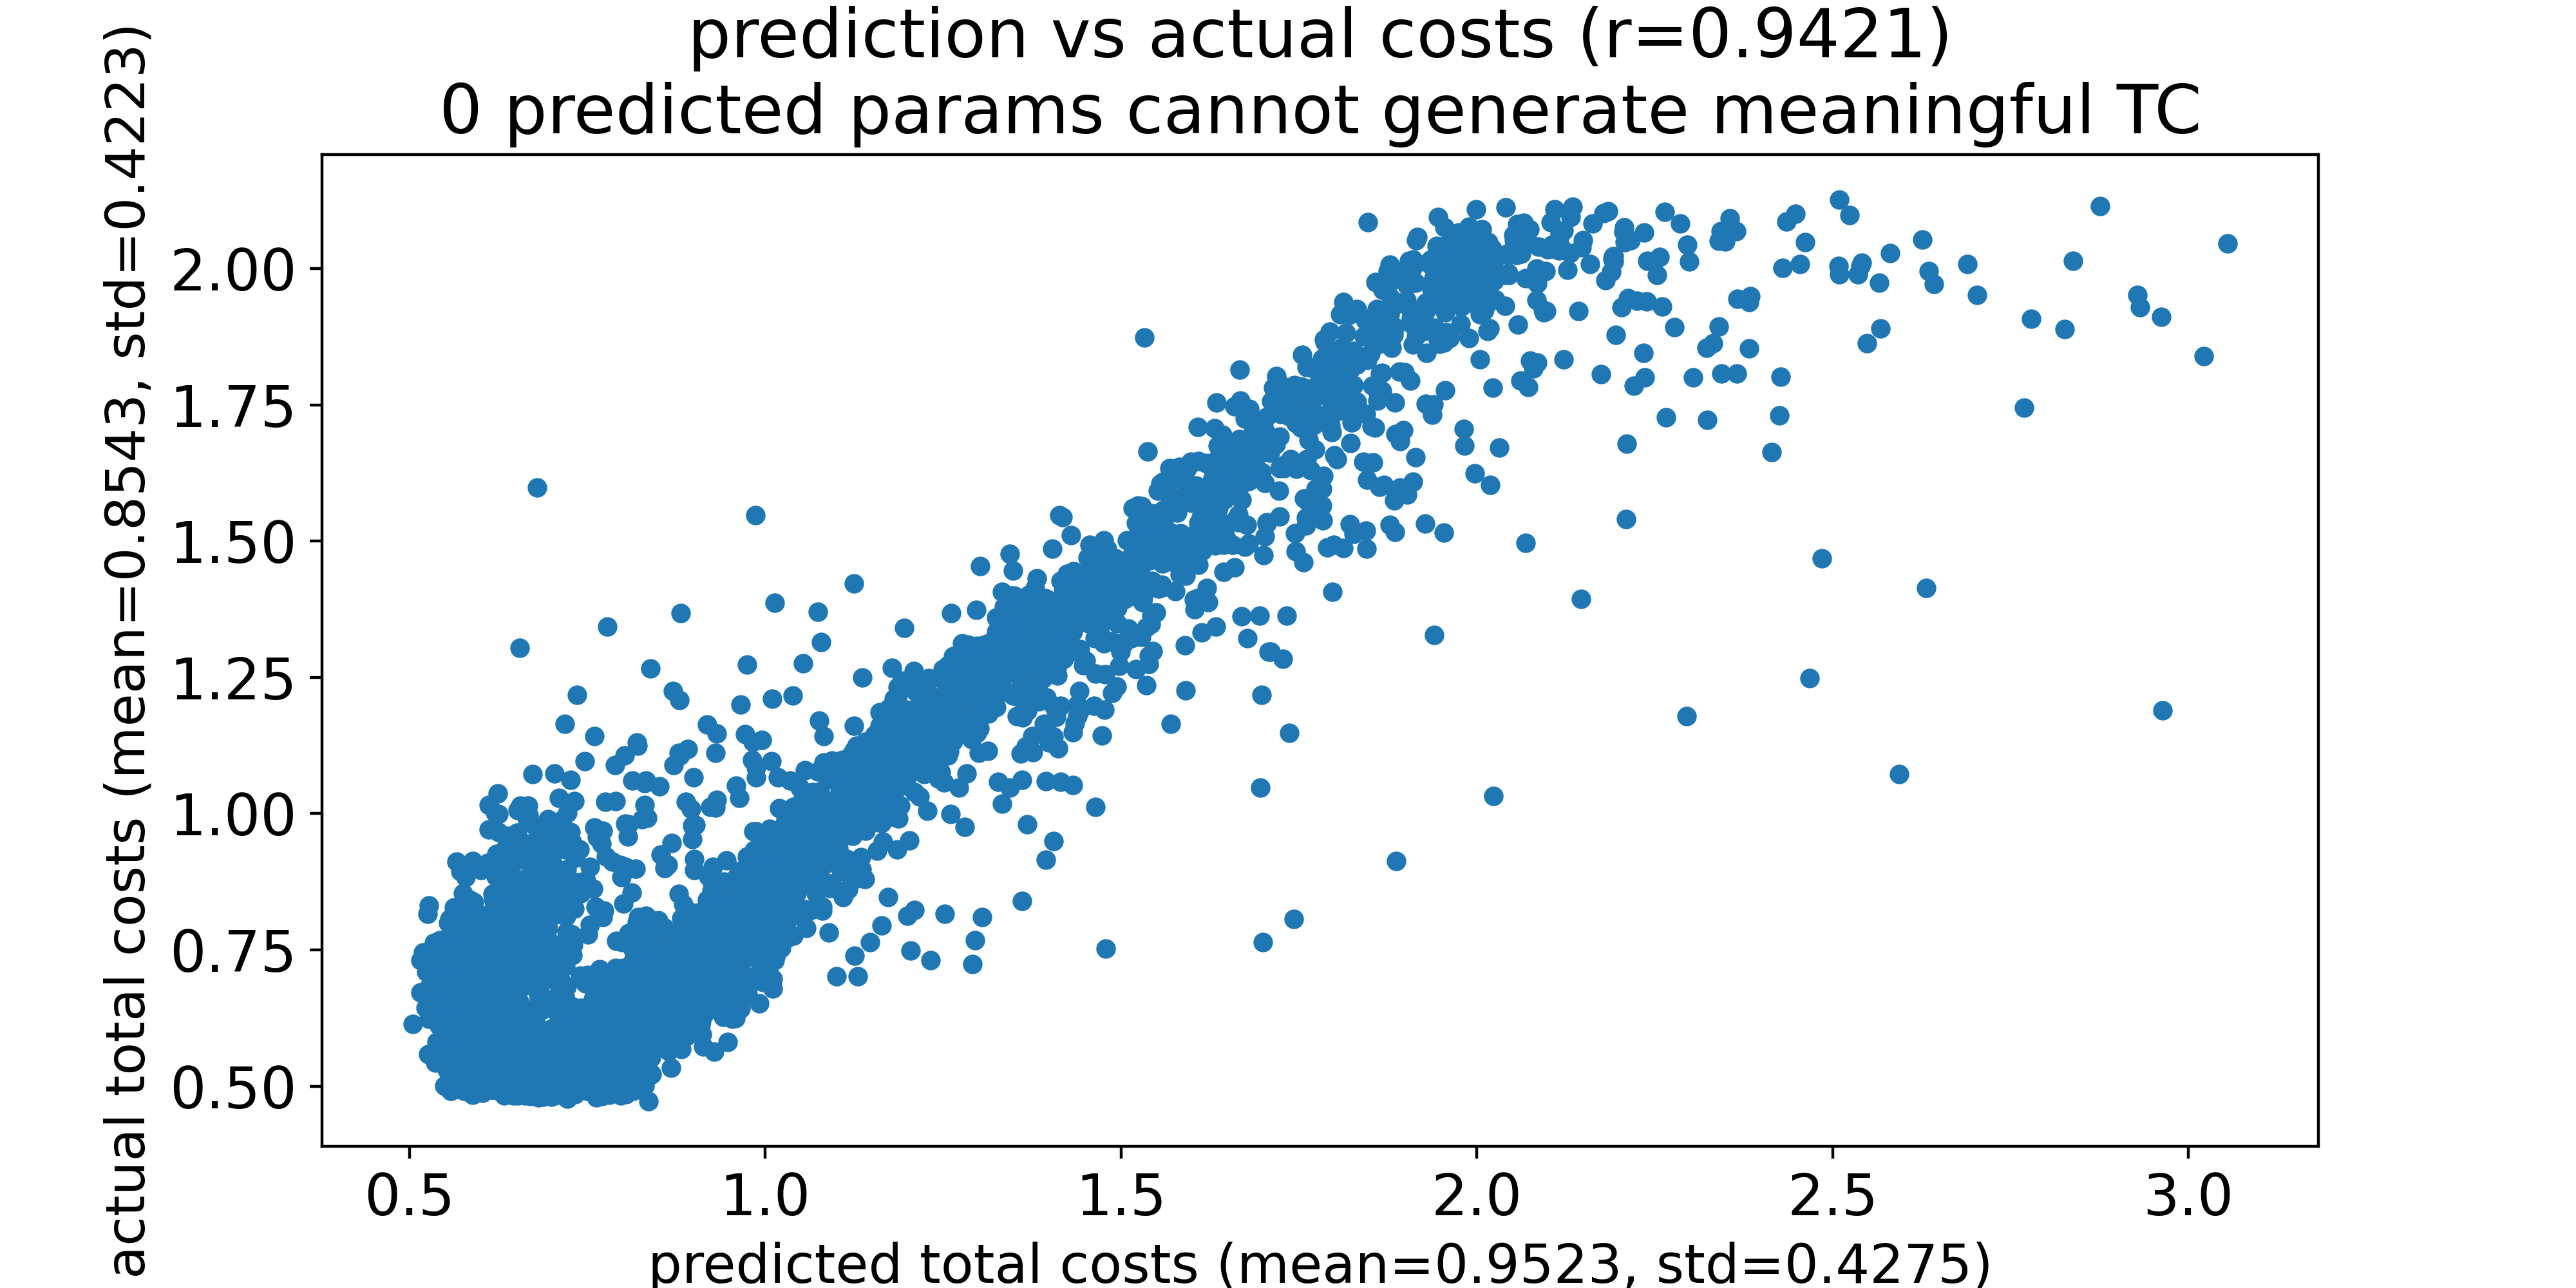 prediction vs actual costs (r=0.9421)
0 predicted params cannot generate meaningful TC
actual total costs (mean=0.8543, std=0.4223)
2.00
1.75
1.50
1.25
1.00
0.75
0.50
0.5 1.0 1.5 2.0 2.5 3.0
predicted total costs (mean=0.9523, std=0.4275)